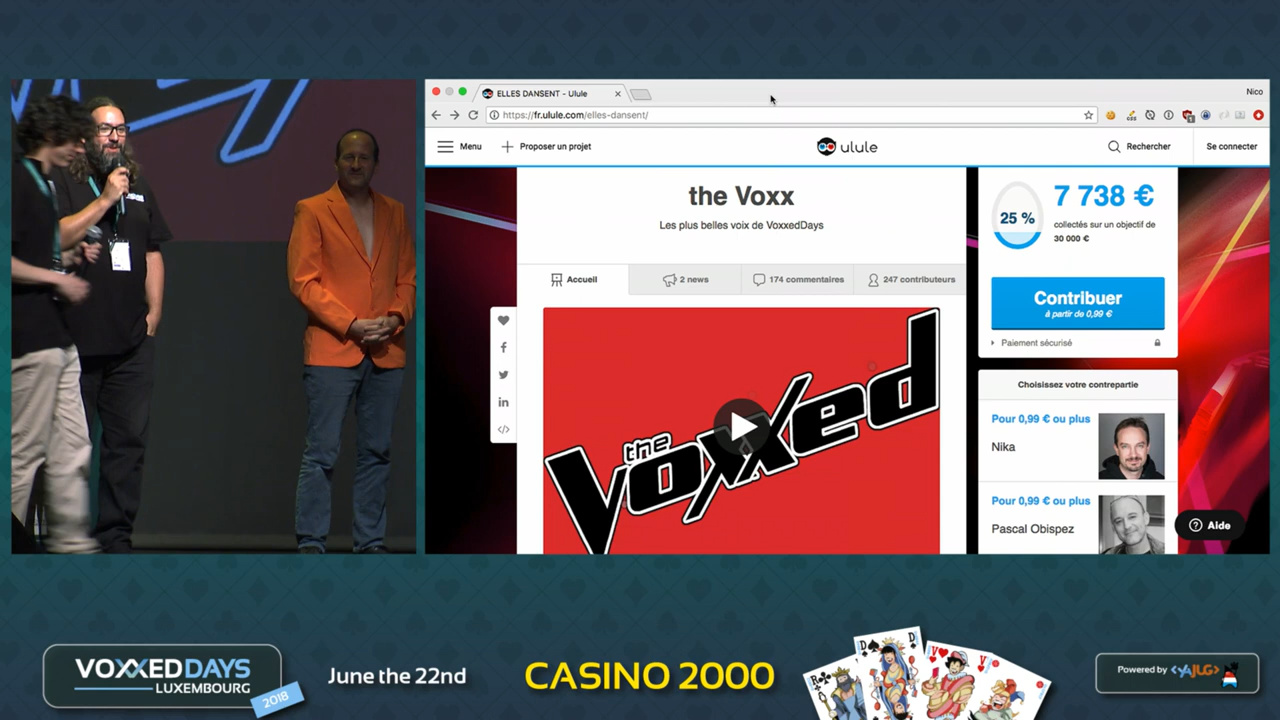 ELLES DANSENT - Ulule
Nico
https://fr.ulule.com/elles-dansent/
Menu
Proposer un projet
ulule
Rechercher
Se connecter
the Voxx
Les plus belles voix de VoxxedDays
25 %
7 738 €
collectés sur un objectif de
30 000 €
Accueil
2 news
174 commentaires
247 contributeurs
Contribuer
à partir de 0,99 €
Paiement sécurisé
Choisissez votre contrepartie
Pour 0,99 € ou plus
Nika
Pour 0,99 € ou plus
Pascal Obispez
Aide
the
Voxxed
VOXXEDDAYS
LUXEMBOURG
2018
June the 22nd
CASINO 2000
Powered by <YAJUG>